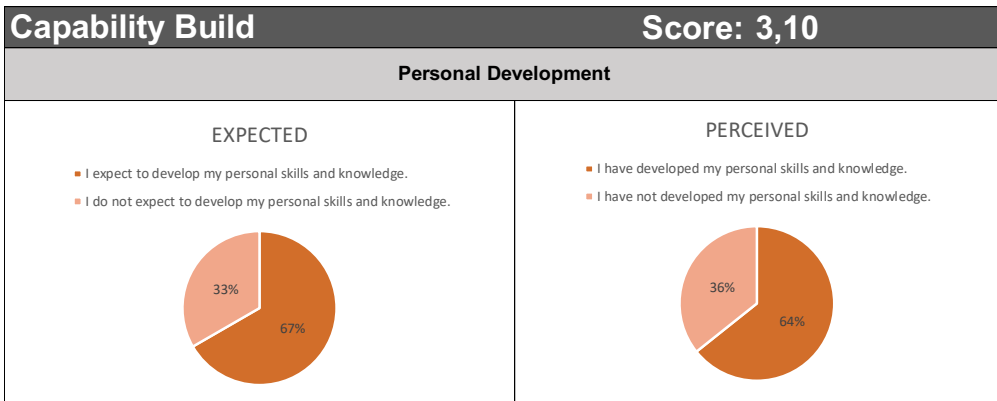 Capability Build Score: 3,10
Personal Development
EXPECTED
I expect to develop my personal skills and knowledge.
I do not expect to develop my personal skills and knowledge.
33%
67%
PERCEIVED
I have developed my personal skills and knowledge.
I have not developed my personal skills and knowledge.
36%
64%